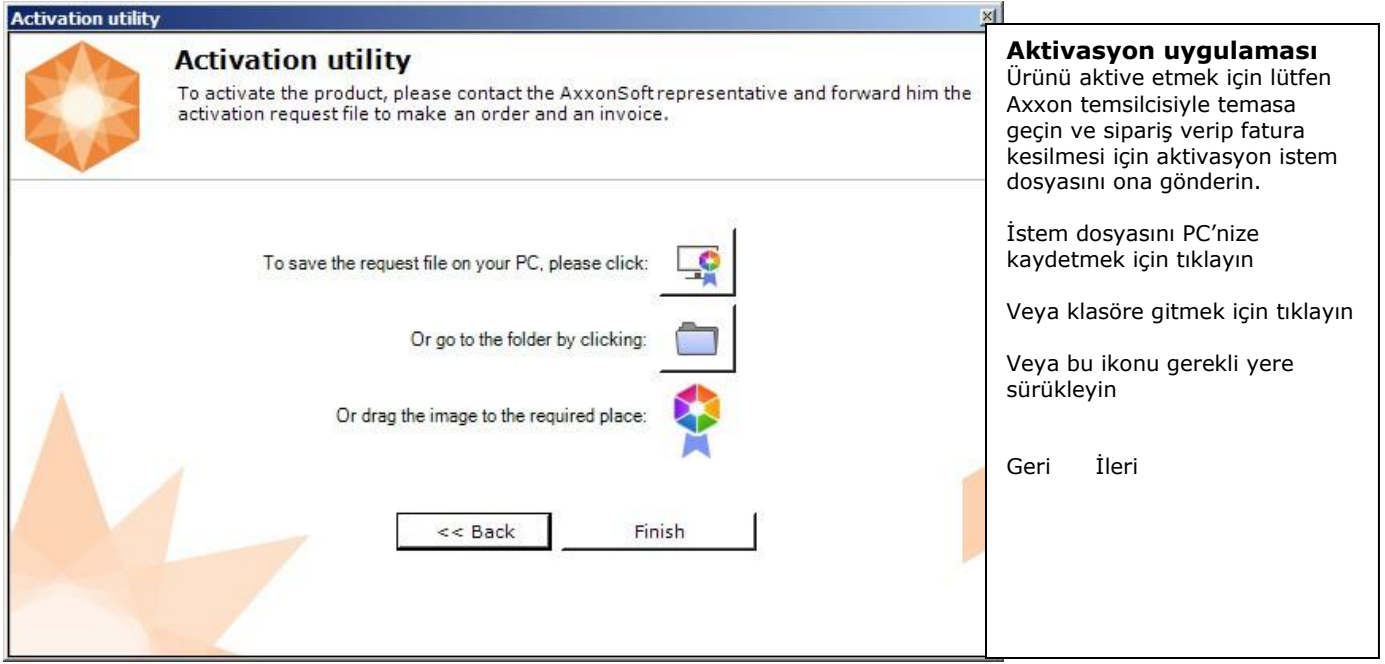 Activation utility
Activation utility
To activate the product, please contact the AxxonSoft representative and forward him the
activation request file to make an order and an invoice.
To save the request file on your PC, please click:
Or go to the folder by clicking:
Or drag the image to the required place:
<< Back Finish
Aktivasyon uygulaması
Ürünü aktive etmek için lütfen
Axxon temsilcisiyle temasa
geçin ve sipariş verip fatura
kesilmesi için aktivasyon istem
dosyasını ona gönderin.
İstem dosyasını PC’nize
kaydetmek için tıklayın
Veya klasöre gitmek için tıklayın
Veya bu ikonu gerekli yere
sürükleyin
Geri İleri